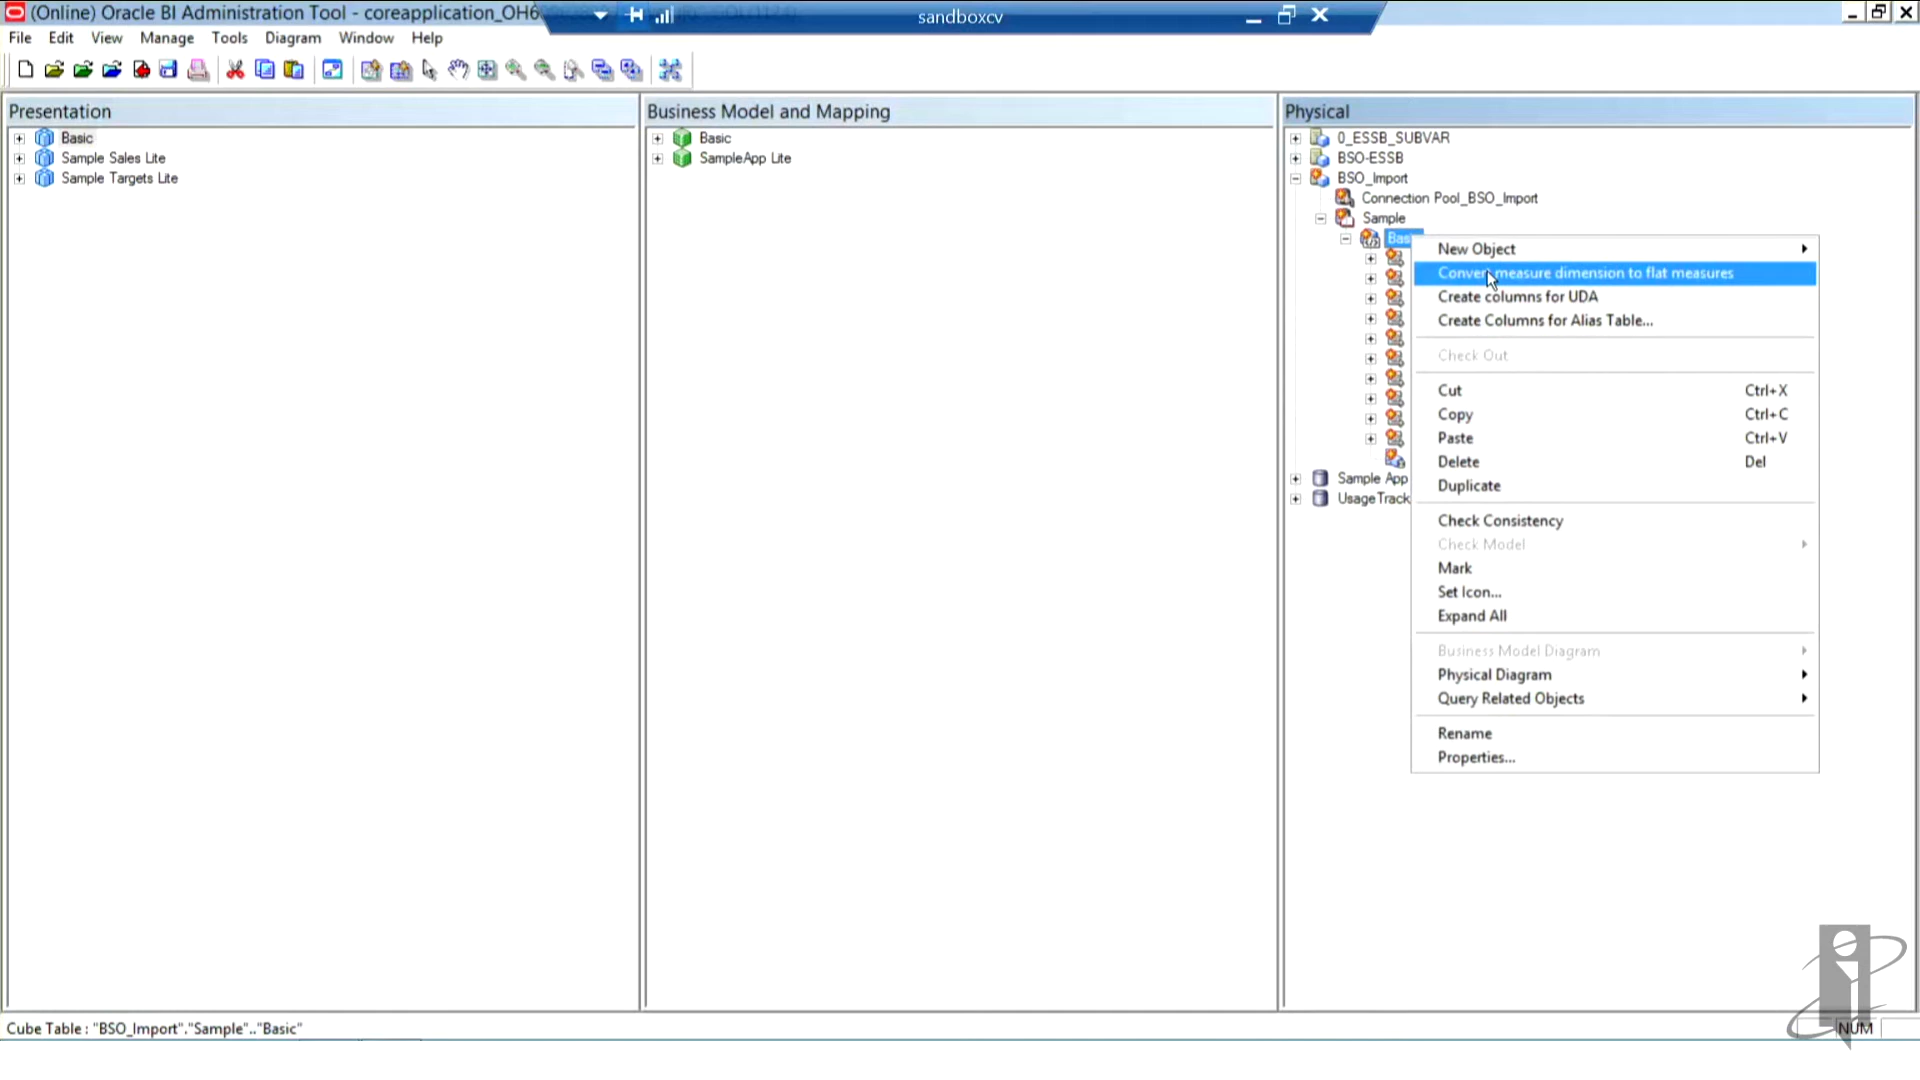 (Online) Oracle BI Administration Tool - coreapplication_OH6
sandboxcv
File Edit View Manage Tools Diagram Window Help
Presentation
Basic
Sample Sales Lite
Sample Targets Lite
Business Model and Mapping
Basic
SampleApp Lite
Physical
0_ESSB_SUBVAR
BSO-ESSB
BSO_Import
Connection Pool_BSO_Import
Sample
Bas
Sample App
UsageTrack
New Object
Convert measure dimension to flat measures
Create columns for UDA
Create Columns for Alias Table...
Check Out
Cut Ctrl+X
Copy Ctrl+C
Paste Ctrl+V
Delete Del
Duplicate
Check Consistency
Check Model
Mark
Set Icon...
Expand All
Business Model Diagram
Physical Diagram
Query Related Objects
Rename
Properties...
Cube Table : "BSO_Import"."Sample".."Basic"
NUM